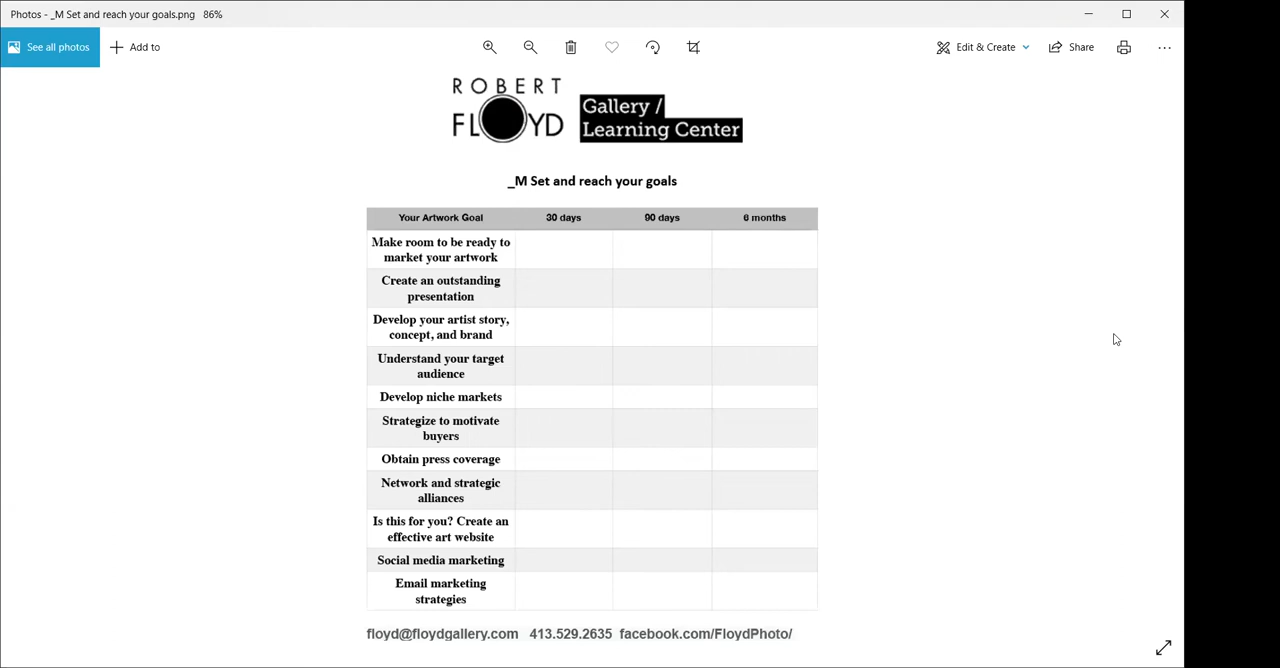 Photos - _M Set and reach your goals.png 86%
See all photos
Add to
Edit & Create
Share
ROBERT
FLOYD
Gallery /
Learning Center
_M Set and reach your goals
Your Artwork Goal 30 days 90 days 6 months
Make room to be ready to
market your artwork
Create an outstanding
presentation
Develop your artist story,
concept, and brand
Understand your target
audience
Develop niche markets
Strategize to motivate
buyers
Obtain press coverage
Network and strategic
alliances
Is this for you? Create an
effective art website
Social media marketing
Email marketing
strategies
floyd@floydgallery.com 413.529.2635 facebook.com/FloydPhoto/